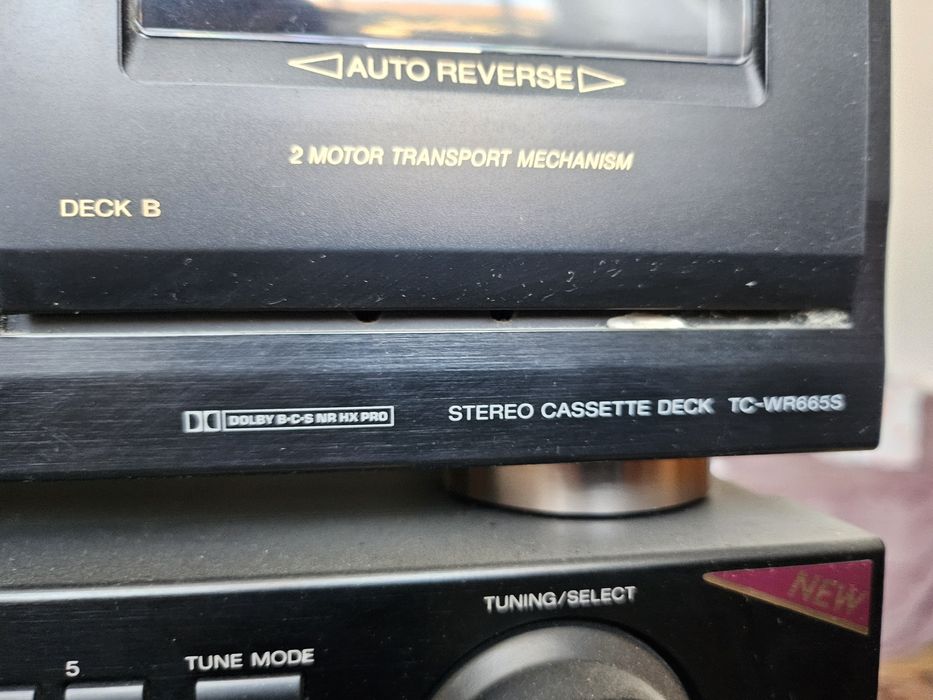 AUTO REVERSE
2 MOTOR TRANSPORT MECHANISM
DECK B
DOLBY B·C·S NR HX PRO
STEREO CASSETTE DECK TC-WR665S
NEW
TUNING/SELECT
5
TUNE MODE